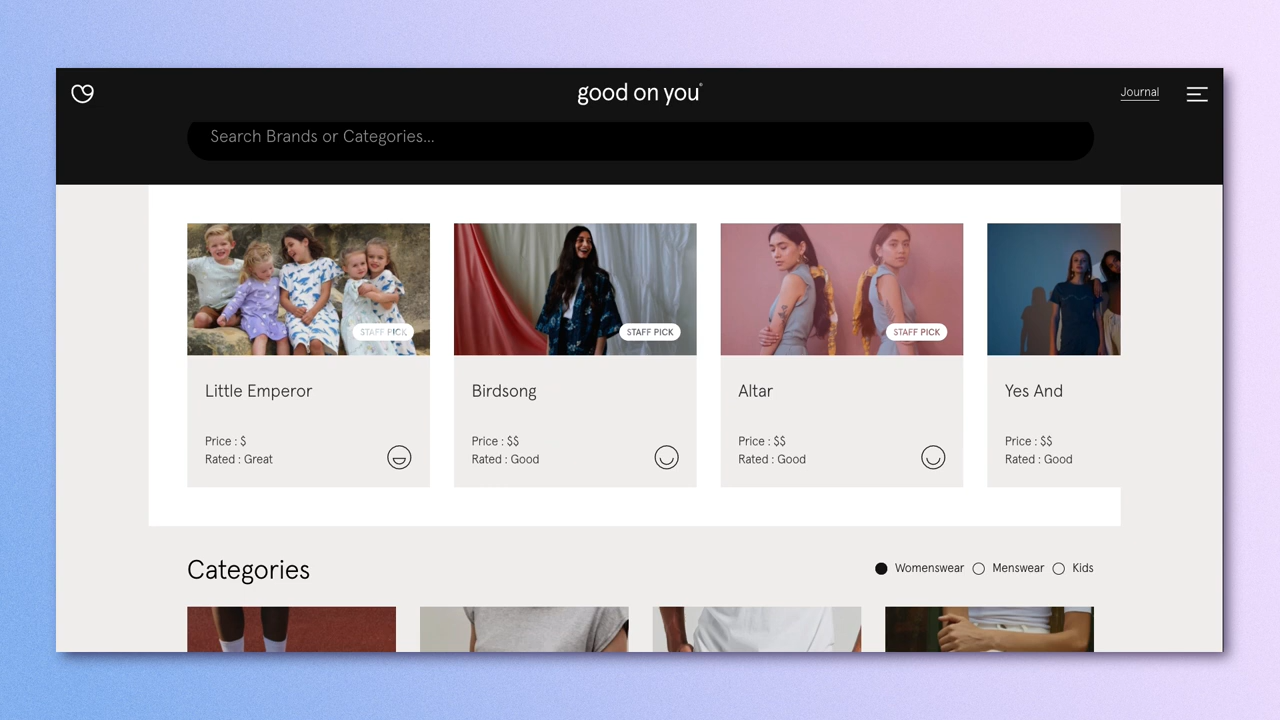 good on you®
Journal
Search Brands or Categories...
STAFF PICK
STAFF PICK
STAFF PICK
Little Emperor
Price : $
Rated : Great
Birdsong
Price : $$
Rated : Good
Altar
Price : $$
Rated : Good
Yes And
Price : $$
Rated : Good
Categories
Womenswear
Menswear
Kids